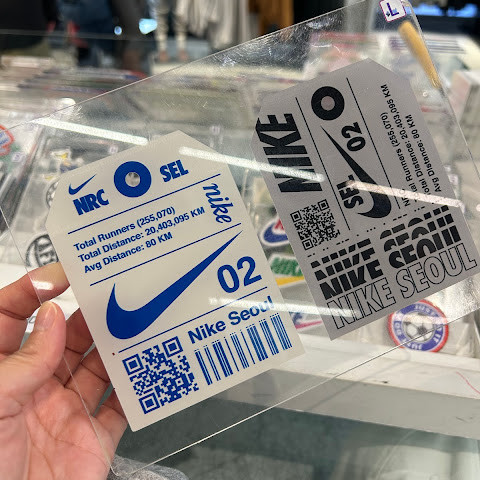 NRC SEL
Total Runners (255,070)
Total Distance: 20,403,095 KM
Avg Distance: 80 KM
nike
02
Nike Seoul
NIKE
SEL 02
Total Runners (255,070)
Total Distance: 20,403,095 KM
Avg Distance: 80 KM
NIKE SEOUL
NIKE SEOUL
NIKE SEOUL
L